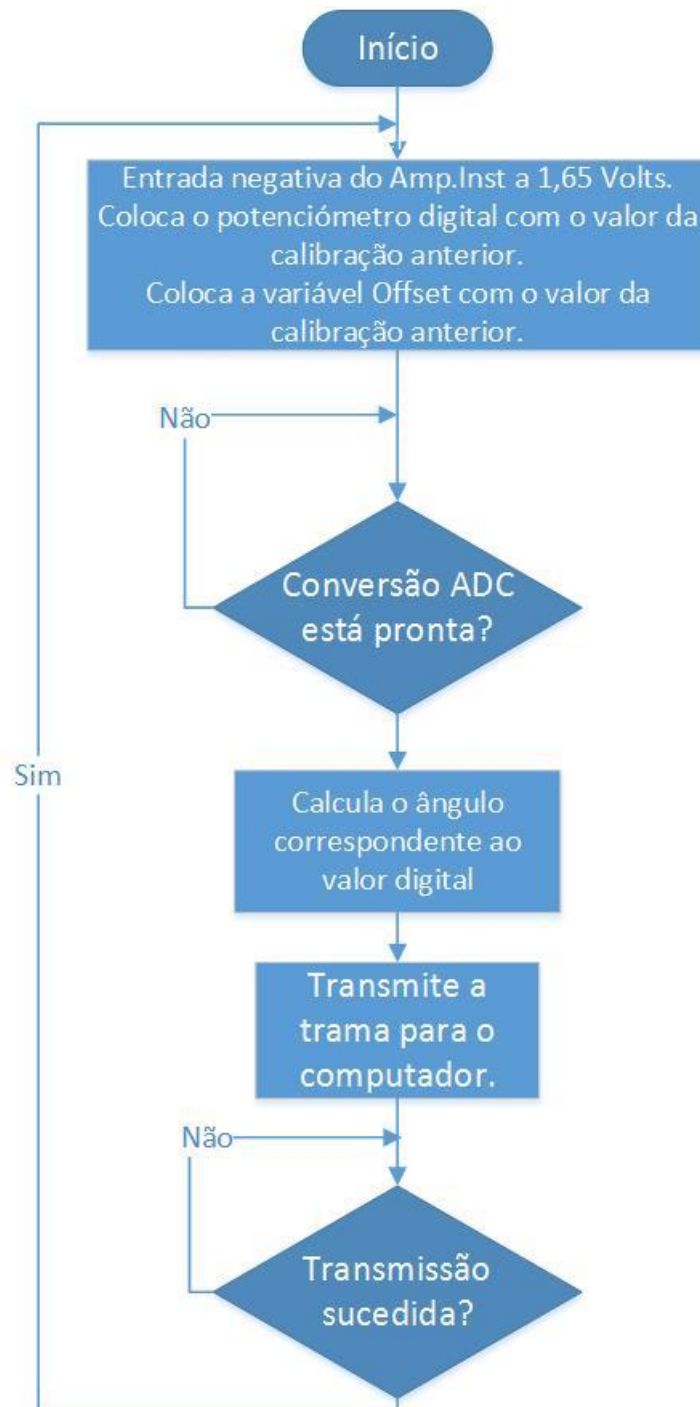 Início
Entrada negativa do Amp.Inst a 1,65 Volts.
Coloca o potenciómetro digital com o valor da
calibração anterior.
Coloca a variável Offset com o valor da
calibração anterior.
Não
Conversão ADC
está pronta?
Sim
Calcula o ângulo
correspondente ao
valor digital
Transmite a
trama para o
computador.
Não
Transmissão
sucedida?